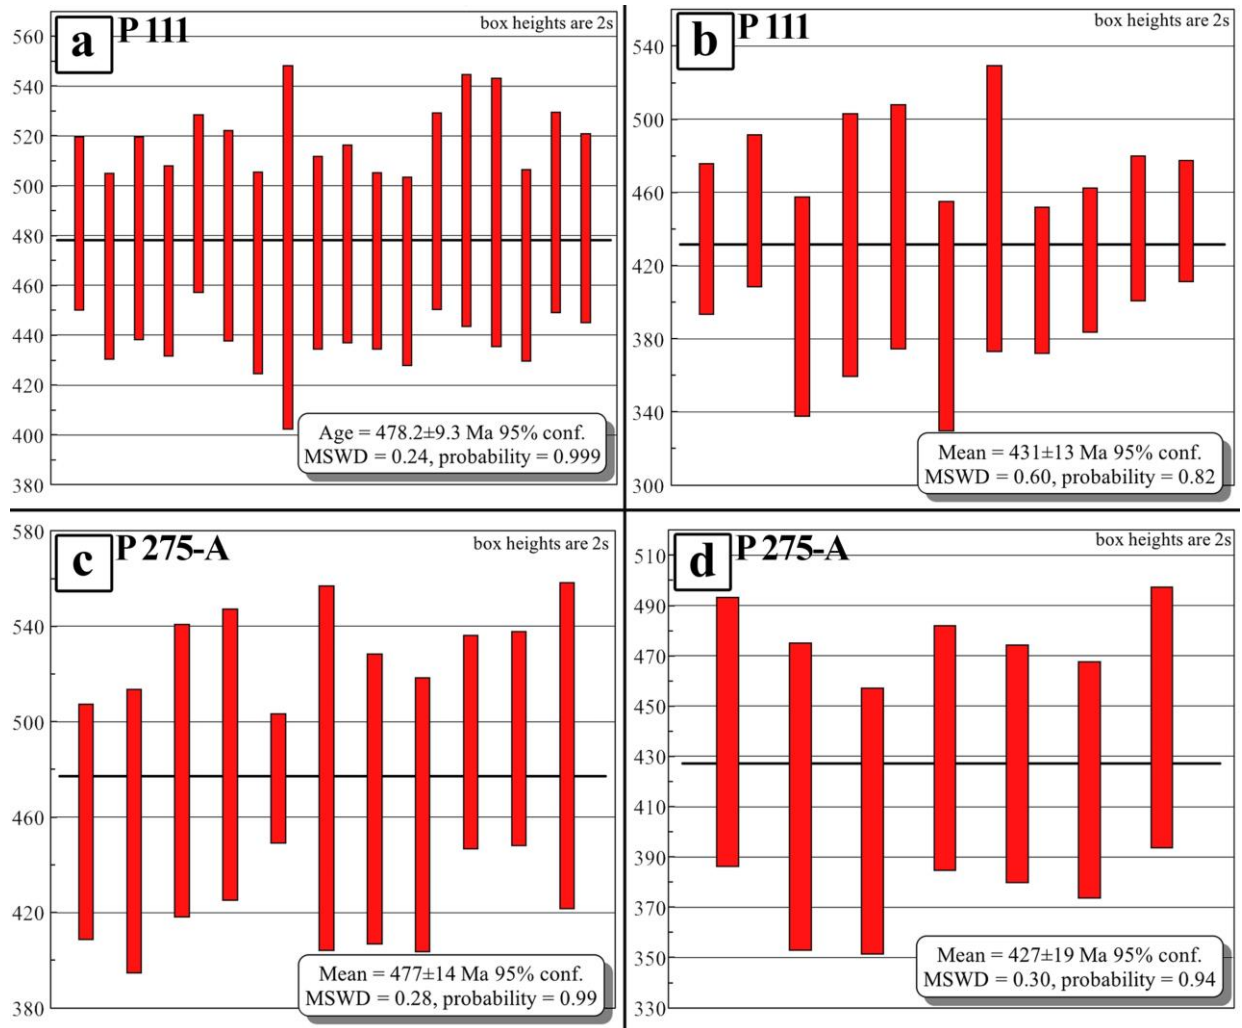 a P 111
box heights are 2s
560
540
520
500
480
460
440
420
400
380
Age = 478.2±9.3 Ma 95% conf.
MSWD = 0.24, probability = 0.999
b P 111
box heights are 2s
540
500
460
420
380
340
300
Mean = 431±13 Ma 95% conf.
MSWD = 0.60, probability = 0.82
c P 275-A
box heights are 2s
580
540
500
460
420
380
Mean = 477±14 Ma 95% conf.
MSWD = 0.28, probability = 0.99
d P 275-A
box heights are 2s
510
490
470
450
430
410
390
370
350
330
Mean = 427±19 Ma 95% conf.
MSWD = 0.30, probability = 0.94